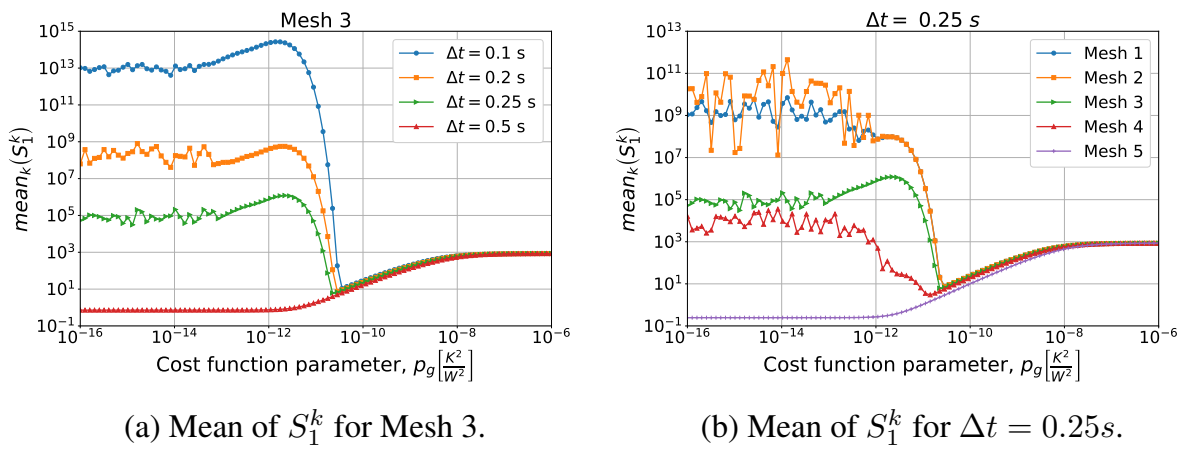 Mesh 3
10^15
10^13
10^11
10^9
10^7
10^5
10^3
10^1
10^−1
mean_k(S_1^k)
Δt = 0.1 s
Δt = 0.2 s
Δt = 0.25 s
Δt = 0.5 s
10^−16 10^−14 10^−12 10^−10 10^−8 10^−6
Cost function parameter, p_g[K^2/W^2]
(a) Mean of S_1^k for Mesh 3.
Δt = 0.25 s
10^13
10^11
10^9
10^7
10^5
10^3
10^1
10^−1
mean_k(S_1^k)
Mesh 1
Mesh 2
Mesh 3
Mesh 4
Mesh 5
10^−16 10^−14 10^−12 10^−10 10^−8 10^−6
Cost function parameter, p_g[K^2/W^2]
(b) Mean of S_1^k for Δt = 0.25s.